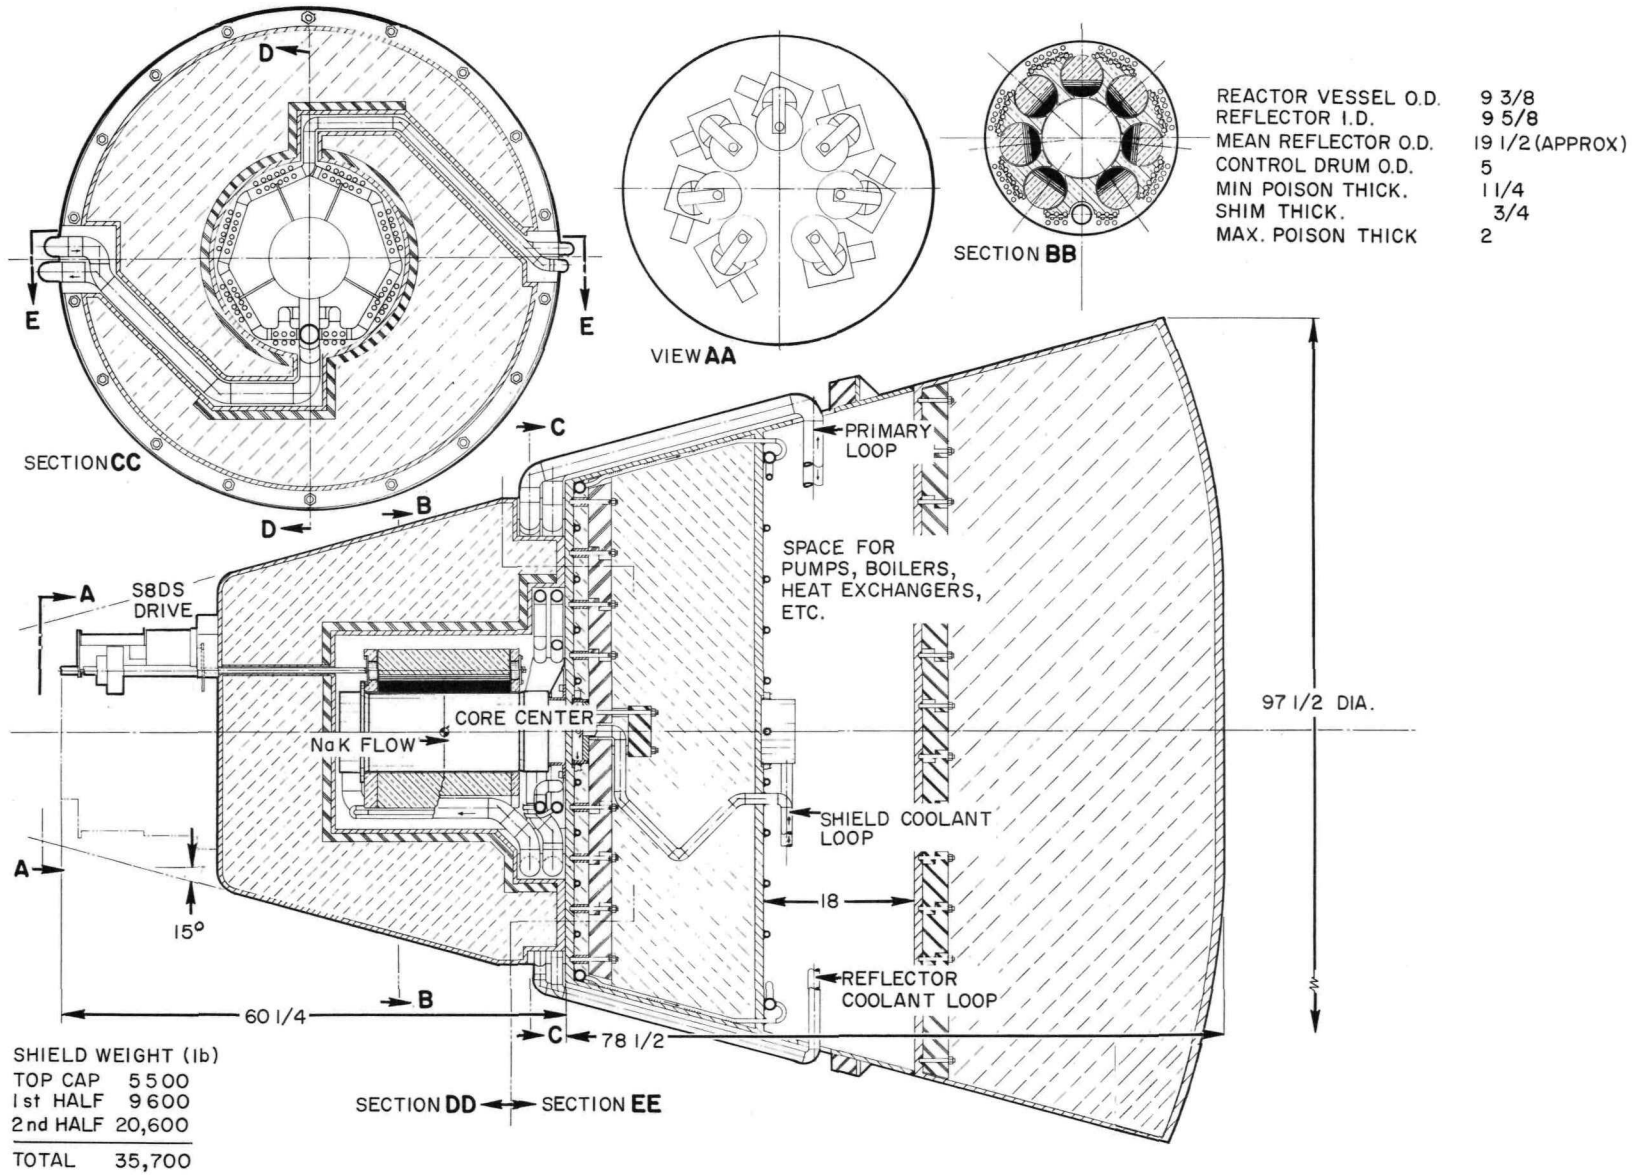 D
E
E
D
SECTION CC
VIEW AA
SECTION BB
REACTOR VESSEL O.D. 9 3/8
REFLECTOR I.D. 9 5/8
MEAN REFLECTOR O.D. 19 1/2 (APPROX)
CONTROL DRUM O.D. 5
MIN POISON THICK. 1 1/4
SHIM THICK. 3/4
MAX. POISON THICK 2
C
B
PRIMARY
LOOP
A
S8DS
DRIVE
SPACE FOR
PUMPS, BOILERS,
HEAT EXCHANGERS,
ETC.
CORE CENTER
NaK FLOW
97 1/2 DIA.
SHIELD COOLANT
LOOP
A
15°
18
REFLECTOR
COOLANT LOOP
B
60 1/4
C
78 1/2
SHIELD WEIGHT (lb)
TOP CAP 5500
1st HALF 9600
2nd HALF 20,600
TOTAL 35,700
SECTION DD
SECTION EE